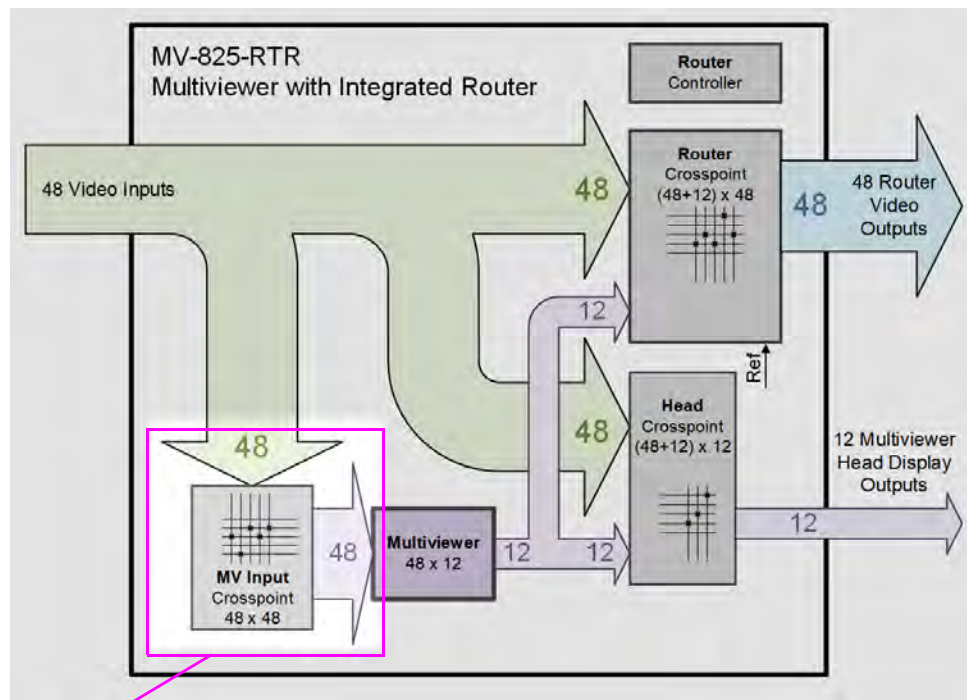 MV-825-RTR
Multiviewer with Integrated Router
Router
Controller
48 Video Inputs
48
Router
Crosspoint
(48+12) x 48
48
48 Router
Video
Outputs
12
Ref
48
Head
Crosspoint
(48+12) x 12
12 Multiviewer
Head Display
Outputs
48
MV Input
Crosspoint
48 x 48
48
Multiviewer
48 x 12
12
12
12